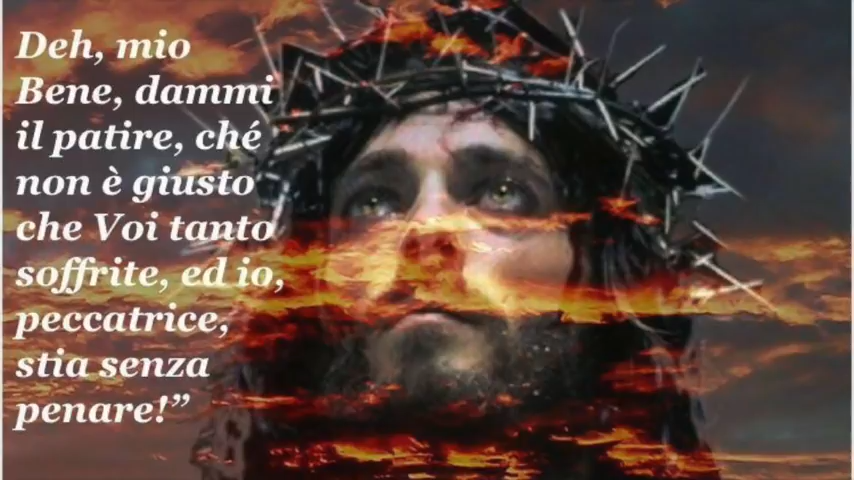 Deh, mio
Bene, dammi
il patire, ché
non è giusto
che Voi tanto
soffrite, ed io,
peccatrice,
stia senza
penare!”